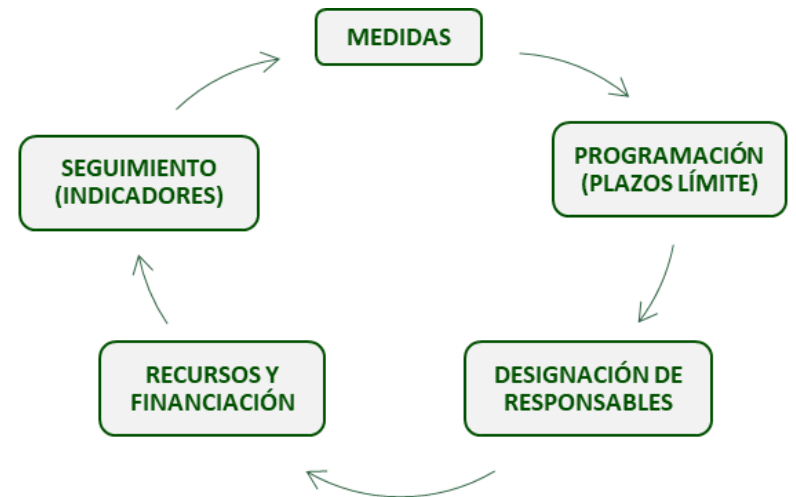 MEDIDAS
PROGRAMACIÓN
(PLAZOS LÍMITE)
DESIGNACIÓN DE
RESPONSABLES
RECURSOS Y
FINANCIACIÓN
SEGUIMIENTO
(INDICADORES)